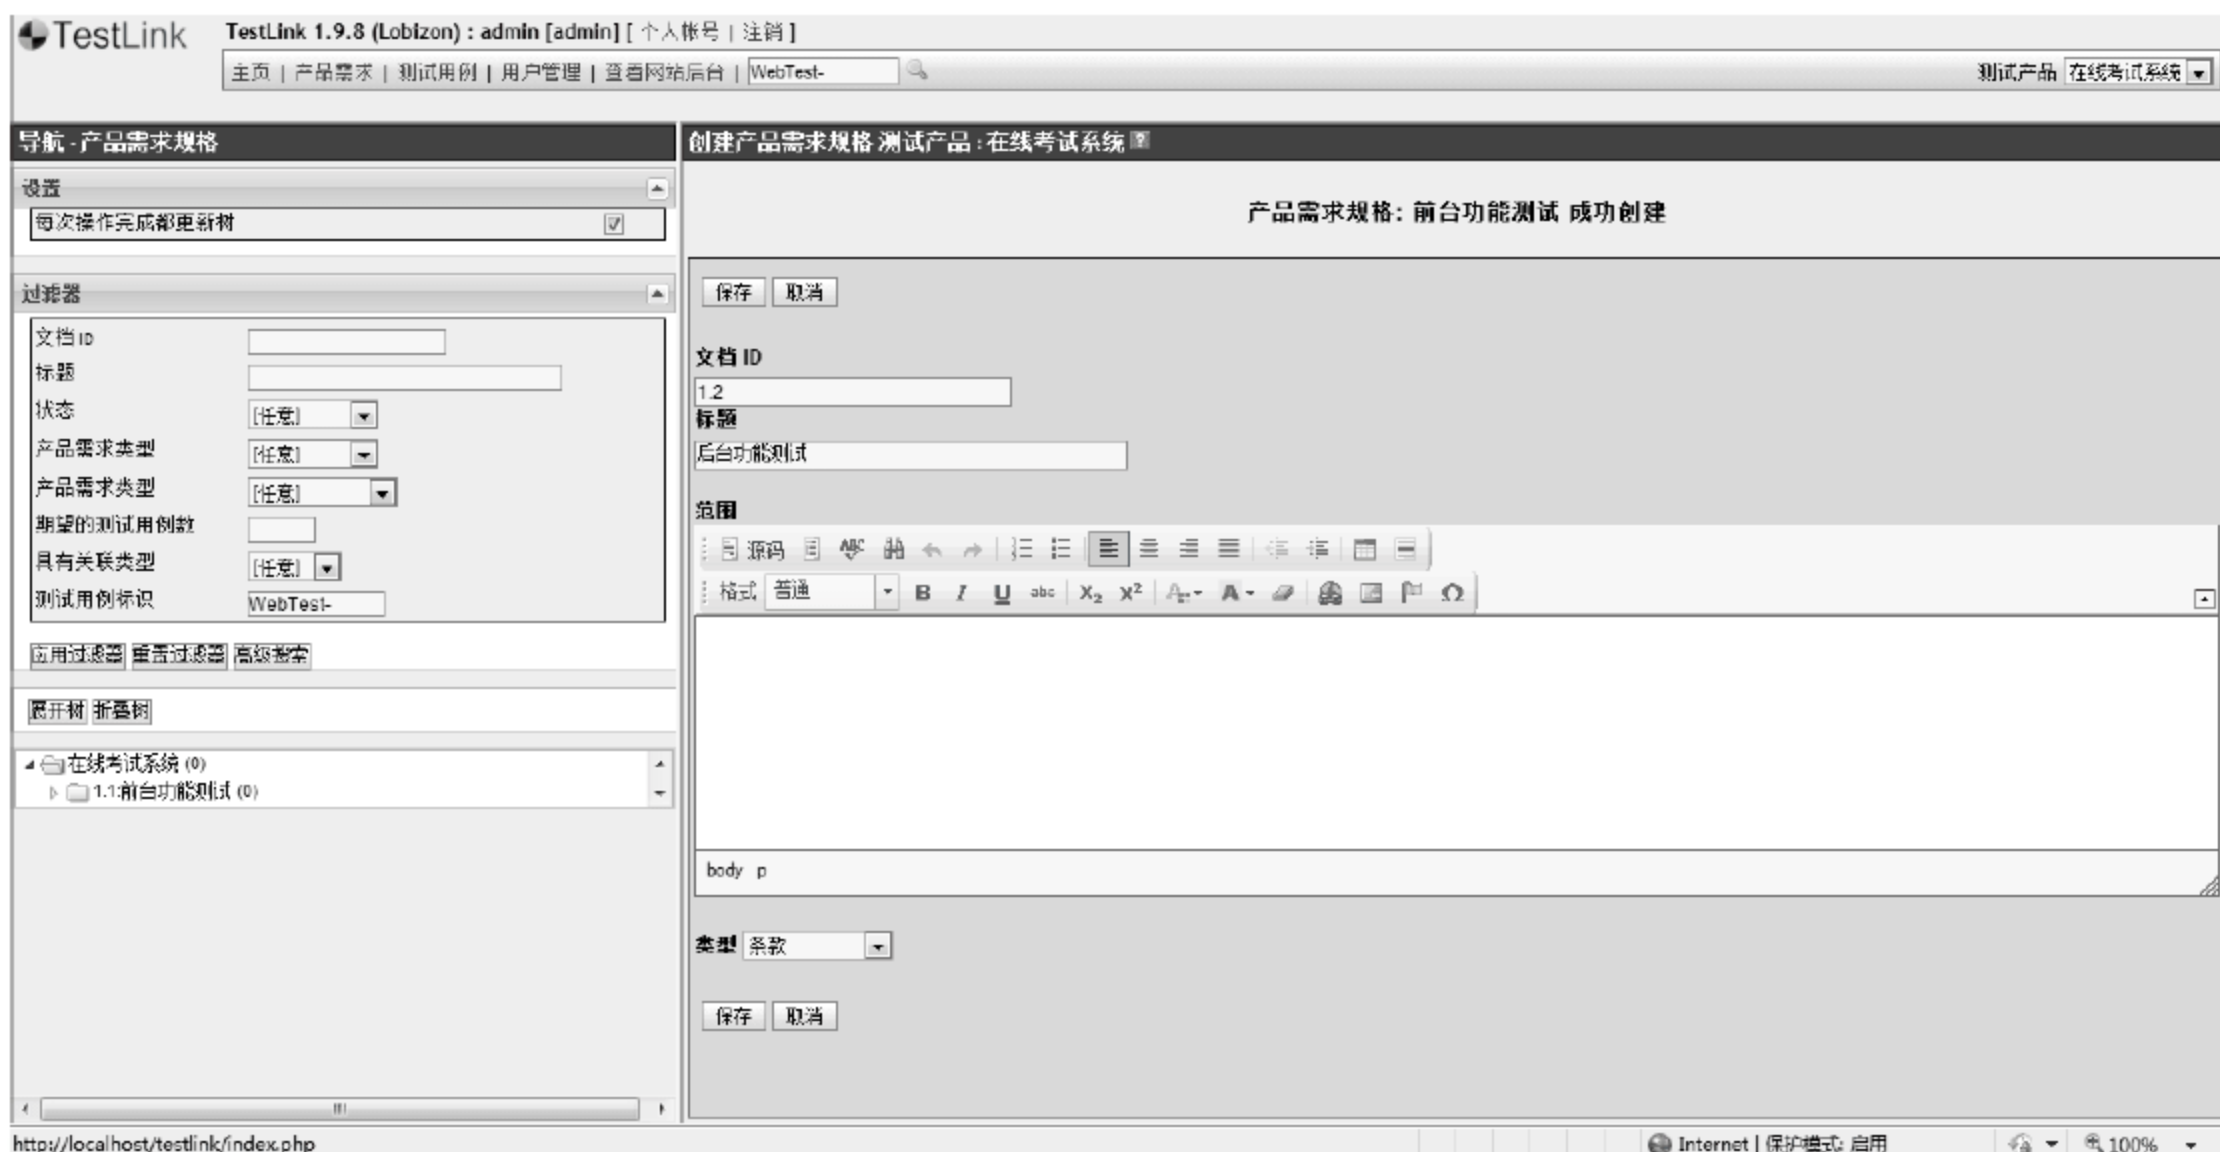 TestLink
TestLink 1.9.8 (Lobizon) : admin [admin] [ 个人帐号 | 注销 ]
主页 | 产品需求 | 测试用例 | 用户管理 | 查看网站后台 | WebTest-
测试产品 在线考试系统
导航 - 产品需求规格
设置
每次操作完成都更新树
过滤器
文档 ID
标题
状态 [任意]
产品需求类型 [任意]
产品需求类型 [任意]
期望的测试用例数
具有关联类型 [任意]
测试用例标识 WebTest-
应用过滤器 重置过滤器 高级搜索
展开树 折叠树
在线考试系统 (0)
1.1:前台功能测试 (0)
创建产品需求规格 测试产品 : 在线考试系统 ?
产品需求规格: 前台功能测试 成功创建
保存 取消
文档 ID
1.2
标题
后台功能测试
范围
源码 ABC
格式 普通 B I U abc X₂ X² A A Ω
body p
类型 条款
保存 取消
http://localhost/testlink/index.php
Internet | 保护模式: 启用
100%